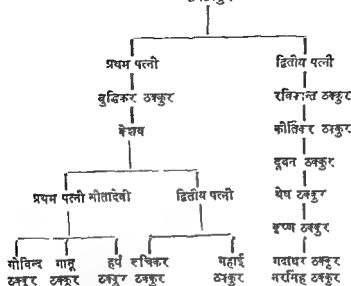 ठक्कुर
प्रथम पत्नी द्वितीय पत्नी
बुद्धिकर ठक्कुर रविकान्त ठक्कुर
केशव कीर्तिकर ठक्कुर
दूबन ठक्कुर
प्रथम पत्नी मीतादेवी द्वितीय पत्नी
ठक्कुर
कृष्ण ठक्कुर
गोविन्द गानू हर्ष रुचिकर महाई गदाधर ठक्कुर
ठक्कुर ठक्कुर ठक्कुर ठक्कुर ठक्कुर नरसिंह ठक्कुर